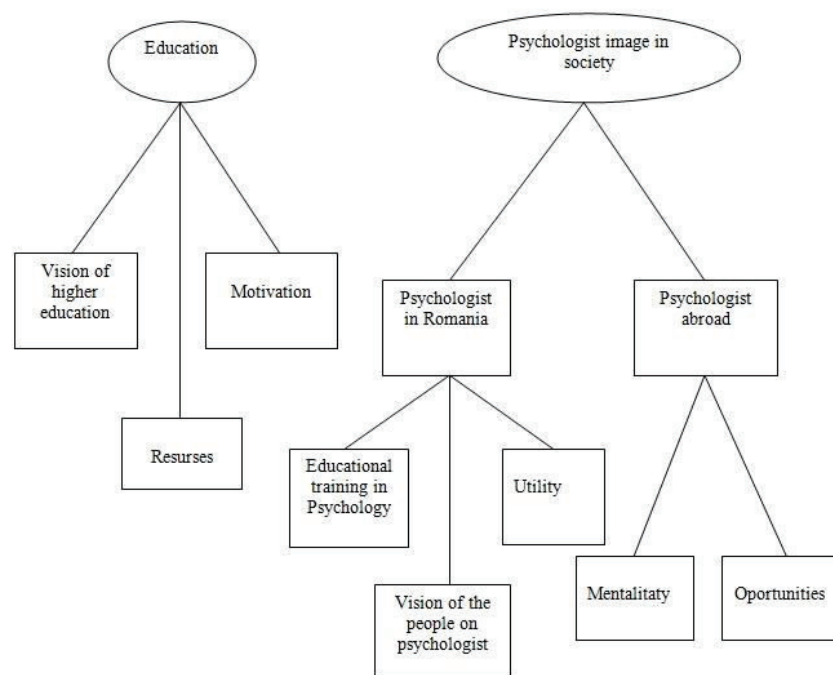 Education
Psychologist image in
society
Vision of
higher
education
Motivation
Resurses
Psychologist
in Romania
Psychologist
abroad
Educational
training in
Psychology
Utility
Vision of the
people on
psychologist
Mentalitaty
Oportunities